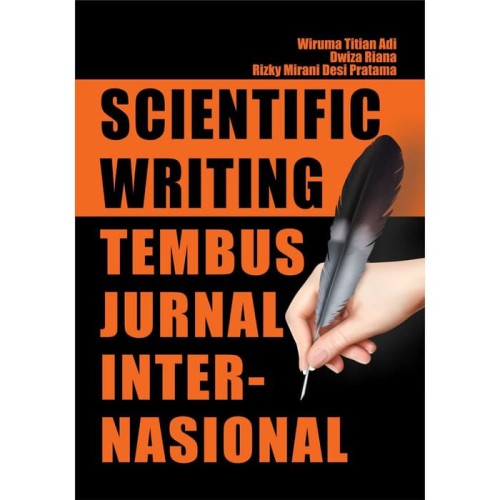 Wiruma Titian Adi
Dwiza Riana
Rizky Mirani Desi Pratama
SCIENTIFIC
WRITING
TEMBUS
JURNAL
INTER-
NASIONAL